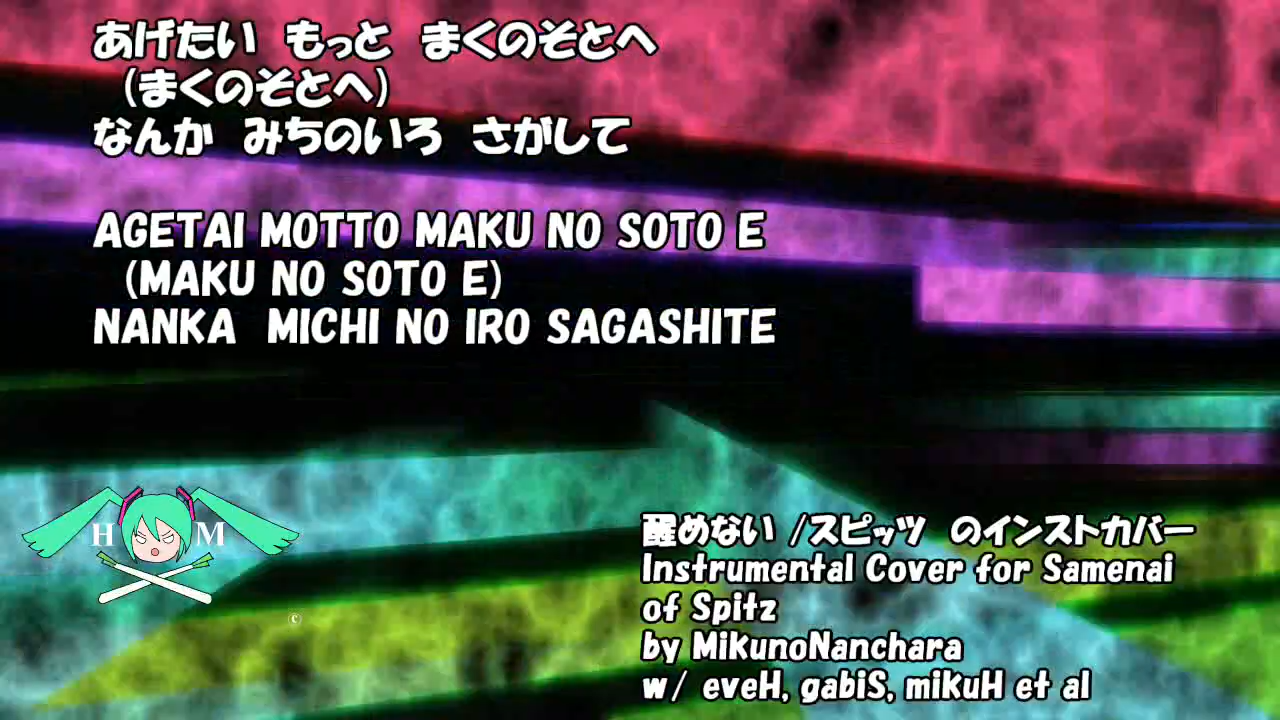 あげたい もっと まくのそとへ
(まくのそとへ)
なんか みちのいろ さがして
AGETAI MOTTO MAKU NO SOTO E
(MAKU NO SOTO E)
NANKA MICHI NO IRO SAGASHITE
H M
©
醒めない /スピッツ のインストカバー
Instrumental Cover for Samenai
of Spitz
by MikunoNanchara
w/ eveH, gabiS, mikuH et al